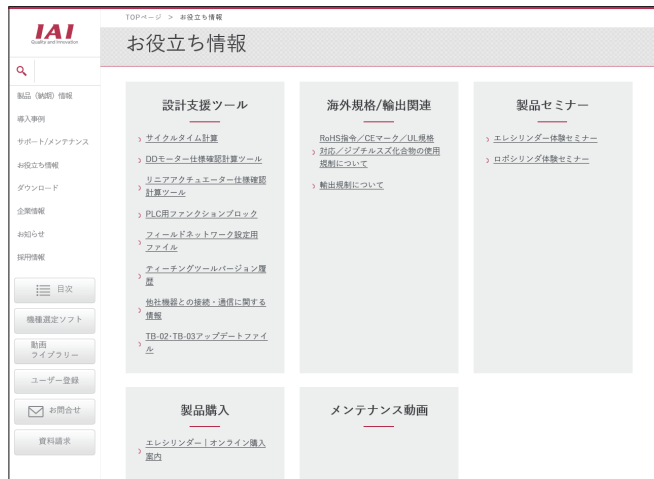 IAI
Quality and Innovation
製品（納期）情報
導入事例
サポート/メンテナンス
お役立ち情報
ダウンロード
企業情報
お知らせ
採用情報
目次
機種選定ソフト
動画
ライブラリー
ユーザー登録
お問合せ
資料請求
TOPページ > お役立ち情報
お役立ち情報
設計支援ツール
サイクルタイム計算
DDモーター仕様確認計算ツール
リニアアクチュエーター仕様確認
計算ツール
PLC用ファンクションブロック
フィールドネットワーク設定用
ファイル
ティーチングツールバージョン履
歴
他社機器との接続・通信に関する
情報
TB-02･TB-03アップデートファイ
ル
海外規格/輸出関連
RoHS指令／CEマーク／UL規格
対応／ジブチルスズ化合物の使用
規制について
輸出規制について
製品セミナー
エレシリンダー体験セミナー
ロボシリンダ体験セミナー
製品購入
エレシリンダー｜オンライン購入
案内
メンテナンス動画